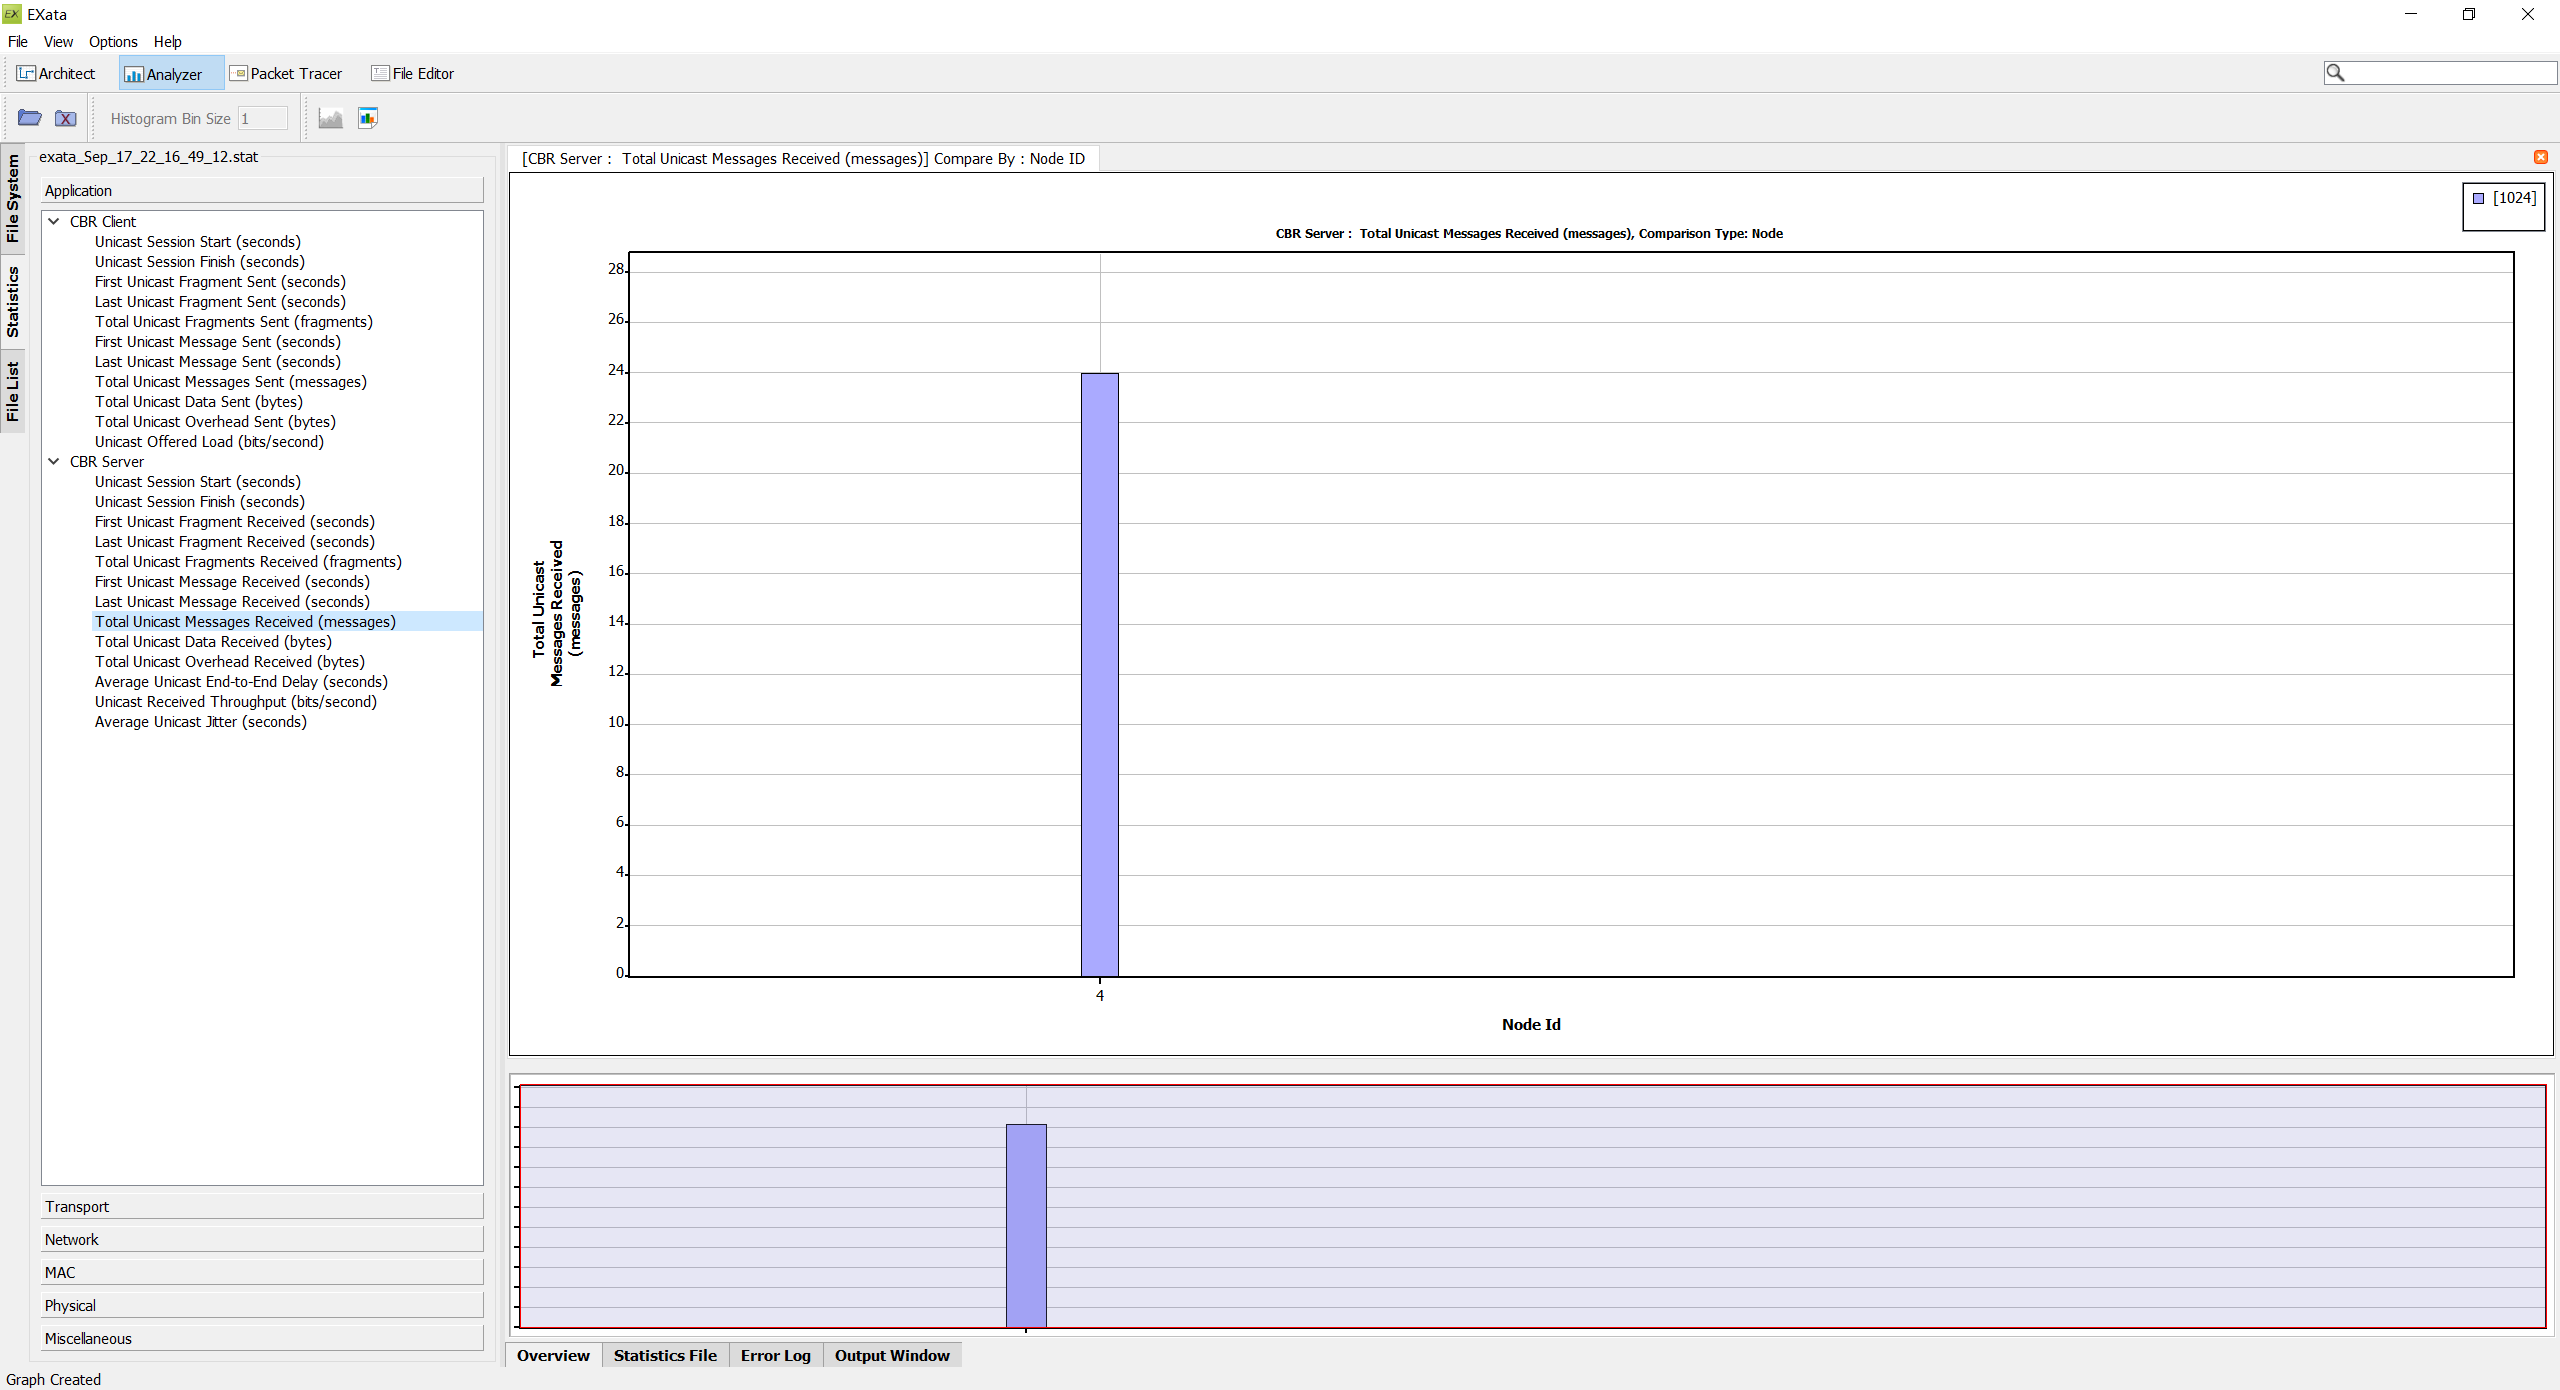 EXata
File View Options Help
Architect Analyzer Packet Tracer File Editor
Histogram Bin Size 1
File System
Statistics
File List
exata_Sep_17_22_16_49_12.stat
Application
CBR Client
Unicast Session Start (seconds)
Unicast Session Finish (seconds)
First Unicast Fragment Sent (seconds)
Last Unicast Fragment Sent (seconds)
Total Unicast Fragments Sent (fragments)
First Unicast Message Sent (seconds)
Last Unicast Message Sent (seconds)
Total Unicast Messages Sent (messages)
Total Unicast Data Sent (bytes)
Total Unicast Overhead Sent (bytes)
Unicast Offered Load (bits/second)
CBR Server
Unicast Session Start (seconds)
Unicast Session Finish (seconds)
First Unicast Fragment Received (seconds)
Last Unicast Fragment Received (seconds)
Total Unicast Fragments Received (fragments)
First Unicast Message Received (seconds)
Last Unicast Message Received (seconds)
Total Unicast Messages Received (messages)
Total Unicast Data Received (bytes)
Total Unicast Overhead Received (bytes)
Average Unicast End-to-End Delay (seconds)
Unicast Received Throughput (bits/second)
Average Unicast Jitter (seconds)
Transport
Network
MAC
Physical
Miscellaneous
[CBR Server : Total Unicast Messages Received (messages)] Compare By : Node ID
[1024]
CBR Server : Total Unicast Messages Received (messages), Comparison Type: Node
Total Unicast
Messages Received
(messages)
28
26
24
22
20
18
16
14
12
10
8
6
4
2
0
4
Node Id
Overview Statistics File Error Log Output Window
Graph Created